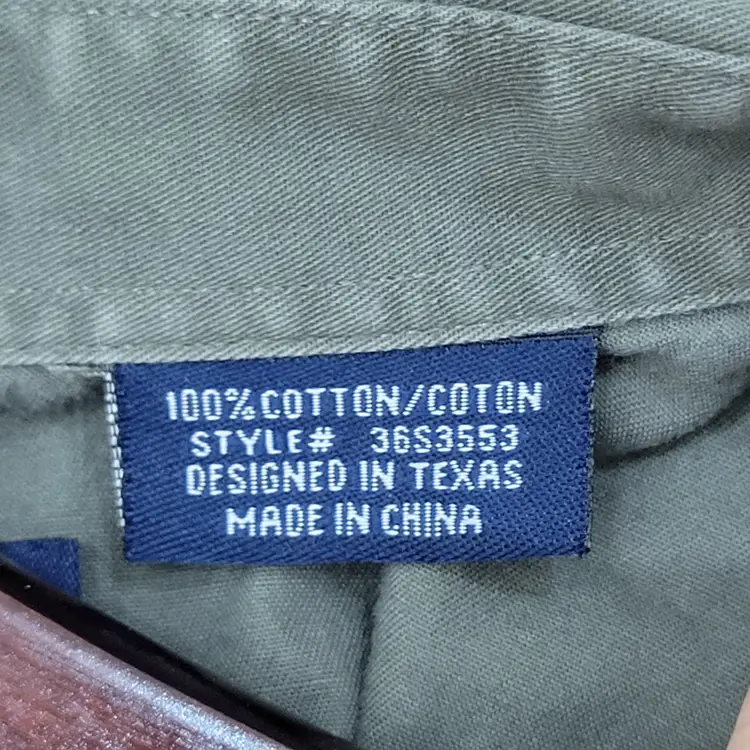 100% COTTON/COTON
STYLE# 36S3553
DESIGNED IN TEXAS
MADE IN CHINA